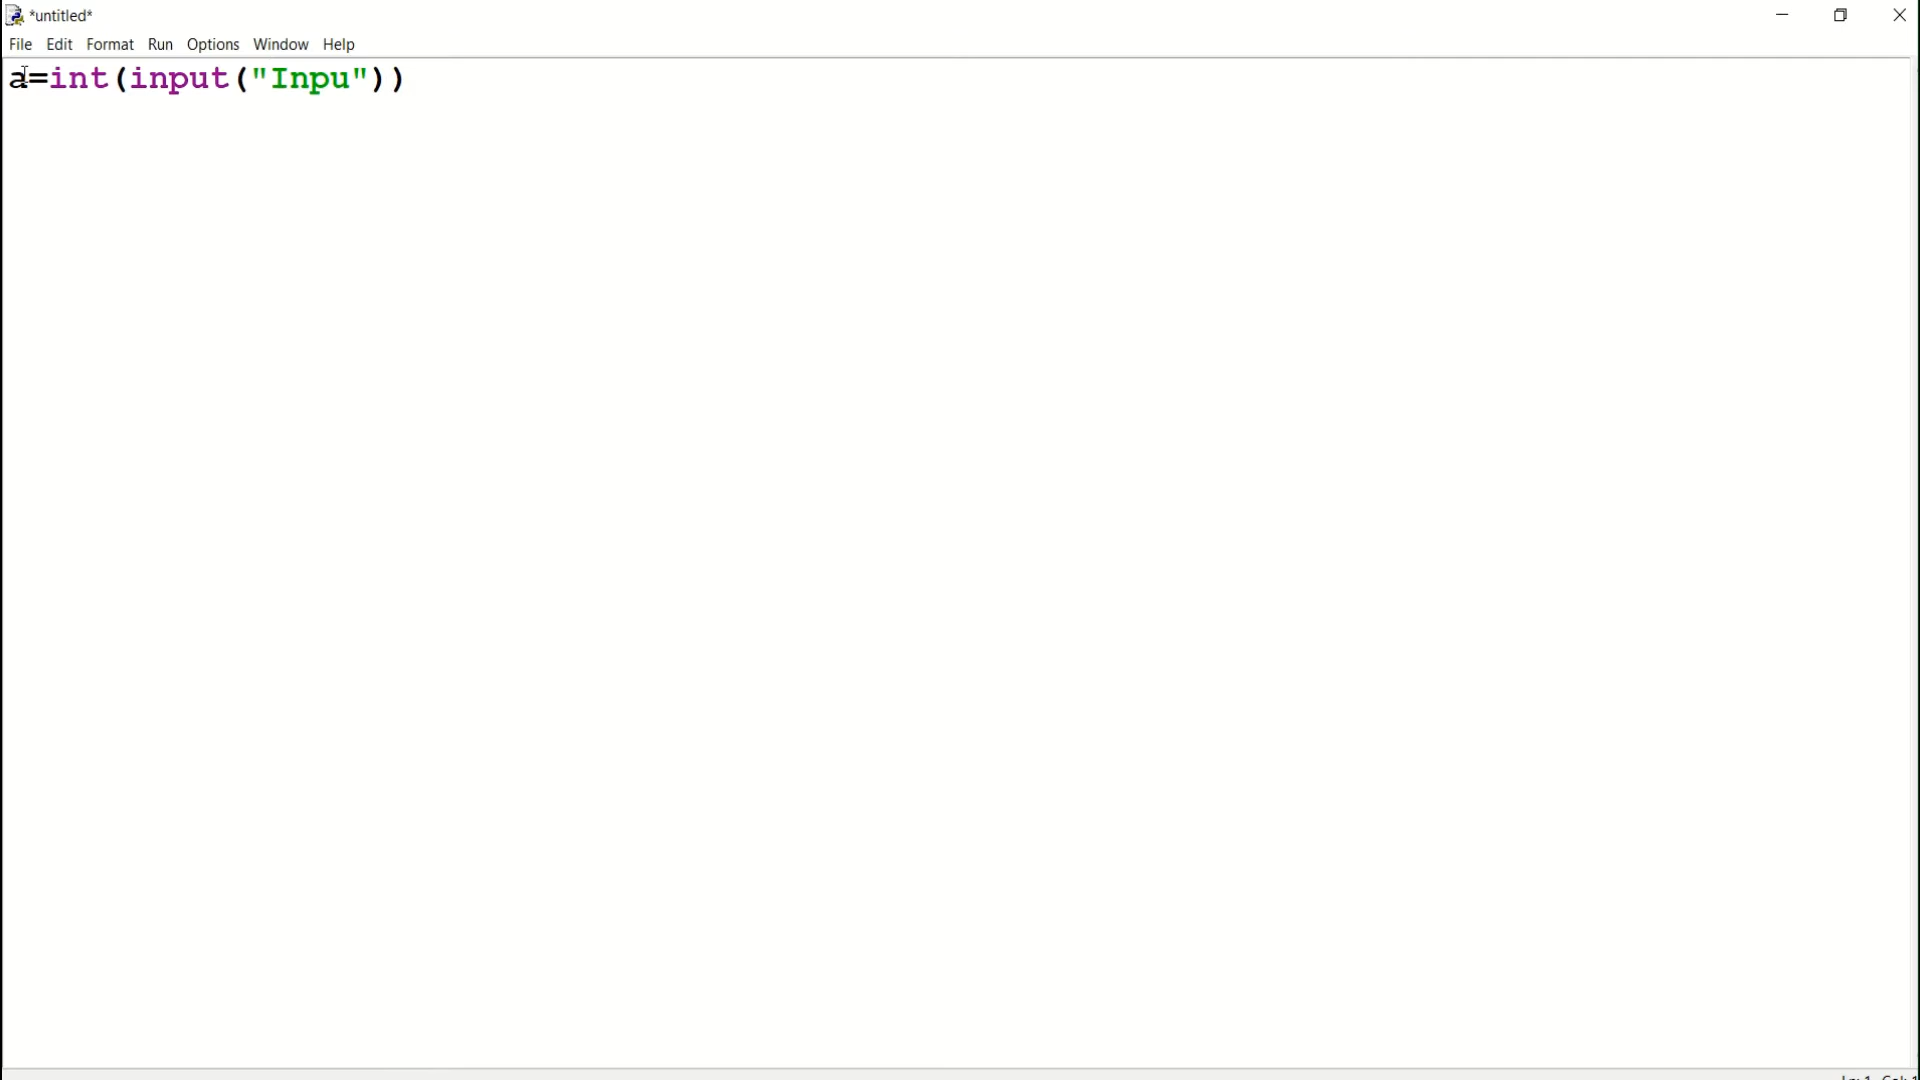 *untitled*
File Edit Format Run Options Window Help
a=int(input("Inpu"))